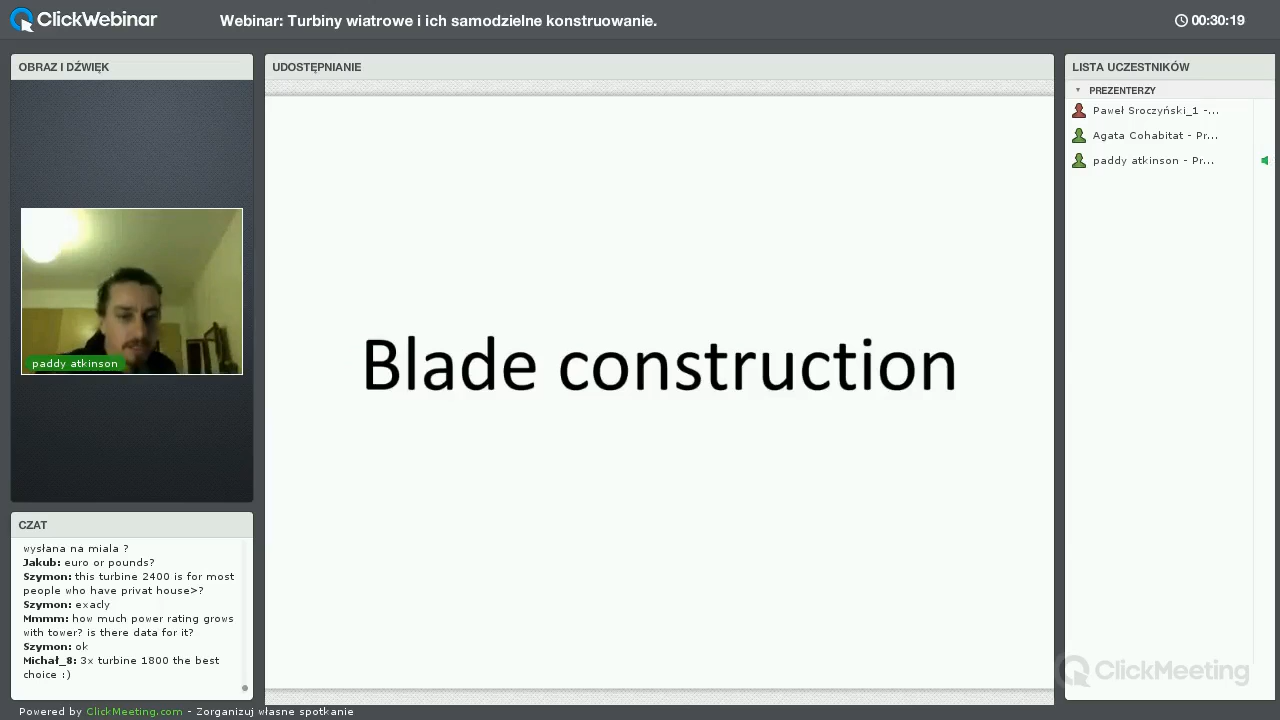 ClickWebinar
Webinar: Turbiny wiatrowe i ich samodzielne konstruowanie.
00:30:19
OBRAZ I DŹWIĘK
paddy atkinson
CZAT
wysłana na miala ?
Jakub: euro or pounds?
Szymon: this turbine 2400 is for most
people who have privat house>?
Szymon: exacly
Mmmm: how much power rating grows
with tower? is there data for it?
Szymon: ok
Michał_8: 3x turbine 1800 the best
choice :)
UDOSTĘPNIANIE
Blade construction
LISTA UCZESTNIKÓW
PREZENTERZY
Paweł Sroczyński_1 -...
Agata Cohabitat - Pr...
paddy atkinson - Pr...
ClickMeeting
Powered by ClickMeeting.com - Zorganizuj własne spotkanie